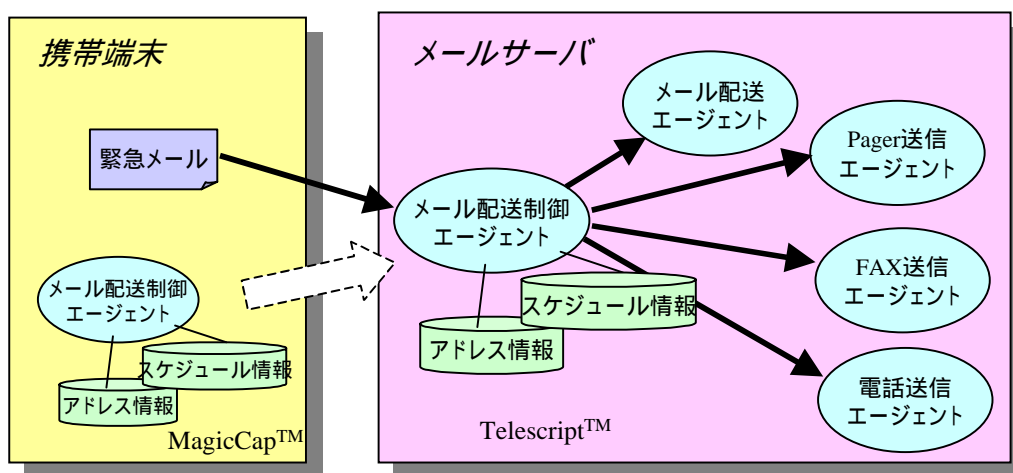 携帯端末
緊急メール
メール配送制御
エージェント
スケジュール情報
アドレス情報
MagicCap™
メールサーバ
メール配送
エージェント
Pager送信
エージェント
メール配送制御
エージェント
FAX送信
エージェント
スケジュール情報
アドレス情報
電話送信
エージェント
Telescript™